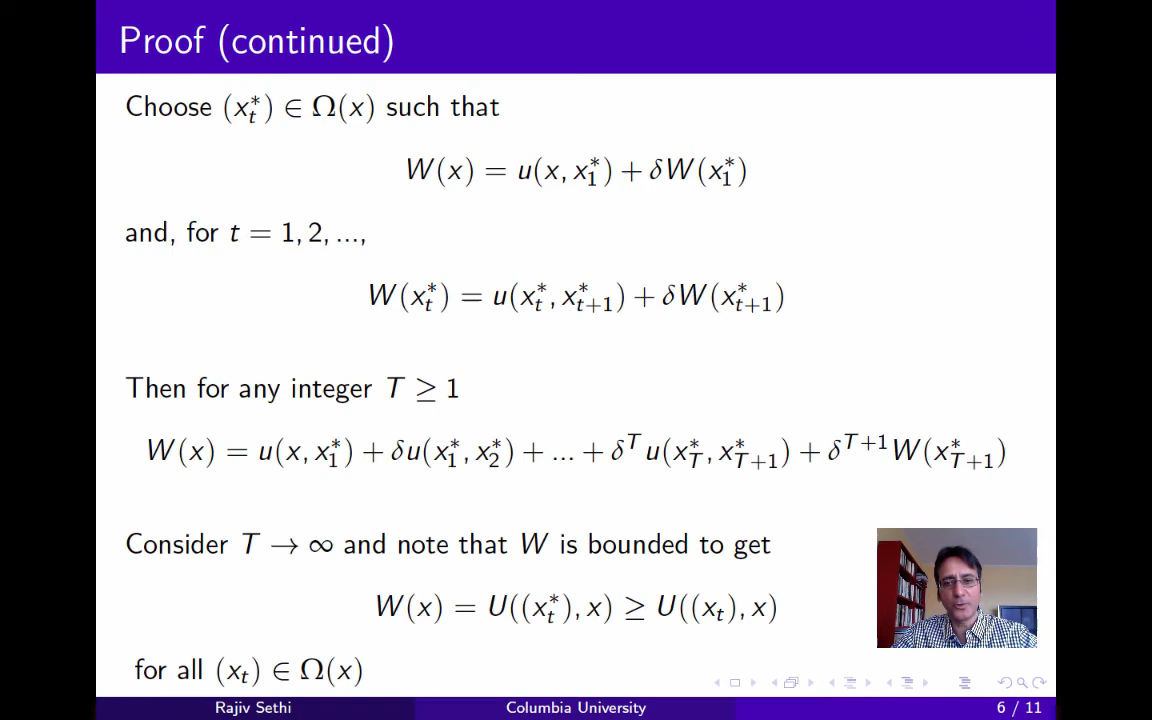 Proof (continued)
Choose (x*_t) ∈ Ω(x) such that
W(x) = u(x, x*_1) + δW(x*_1)
and, for t = 1, 2, ...,
W(x*_t) = u(x*_t, x*_{t+1}) + δW(x*_{t+1})
Then for any integer T ≥ 1
W(x) = u(x, x*_1) + δu(x*_1, x*_2) + ... + δ^T u(x*_T, x*_{T+1}) + δ^{T+1} W(x*_{T+1})
Consider T → ∞ and note that W is bounded to get
W(x) = U((x*_t), x) ≥ U((x_t), x)
for all (x_t) ∈ Ω(x)
Rajiv Sethi Columbia University 6 / 11